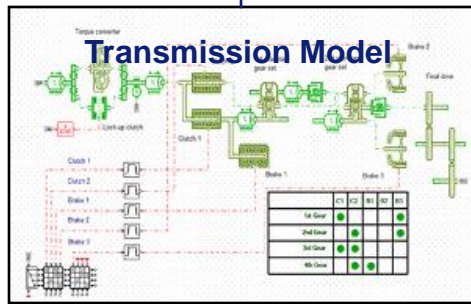 Torque converter
Transmission Model
Brake 2
gear set
gear set
Final drive
Lock-up clutch
Clutch 1
Clutch 1
Clutch 2
Brake 1
Brake 2
Brake 3
Brake 1
Brake 3
C1 C2 B1 B2 B3
1st Gear
2nd Gear
3rd Gear
4th Gear